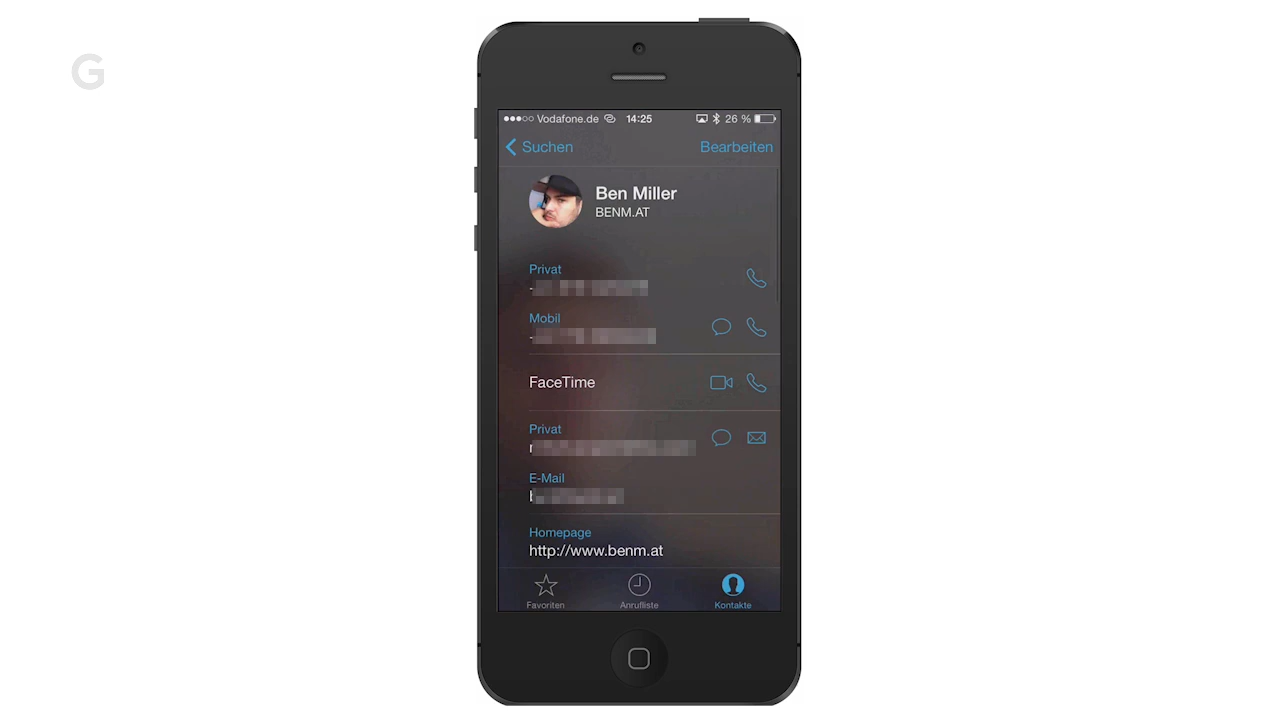 G
Vodafone.de 14:25 26 %
Suchen Bearbeiten
Ben Miller
BENM.AT
Privat
Mobil
FaceTime
Privat
E-Mail
Homepage
http://www.benm.at
Favoriten Anrufliste Kontakte